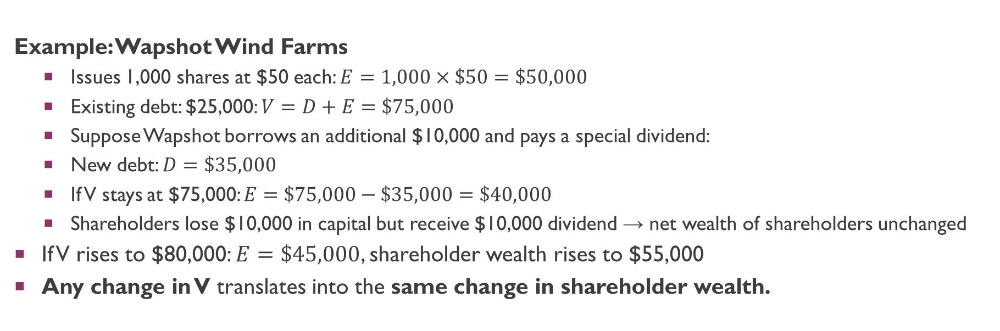 Example: Wapshot Wind Farms
▪ Issues 1,000 shares at $50 each: E = 1,000 × $50 = $50,000
▪ Existing debt: $25,000: V = D + E = $75,000
▪ Suppose Wapshot borrows an additional $10,000 and pays a special dividend:
▪ New debt: D = $35,000
▪ If V stays at $75,000: E = $75,000 − $35,000 = $40,000
▪ Shareholders lose $10,000 in capital but receive $10,000 dividend → net wealth of shareholders unchanged
▪ If V rises to $80,000: E = $45,000, shareholder wealth rises to $55,000
▪ Any change in V translates into the same change in shareholder wealth.